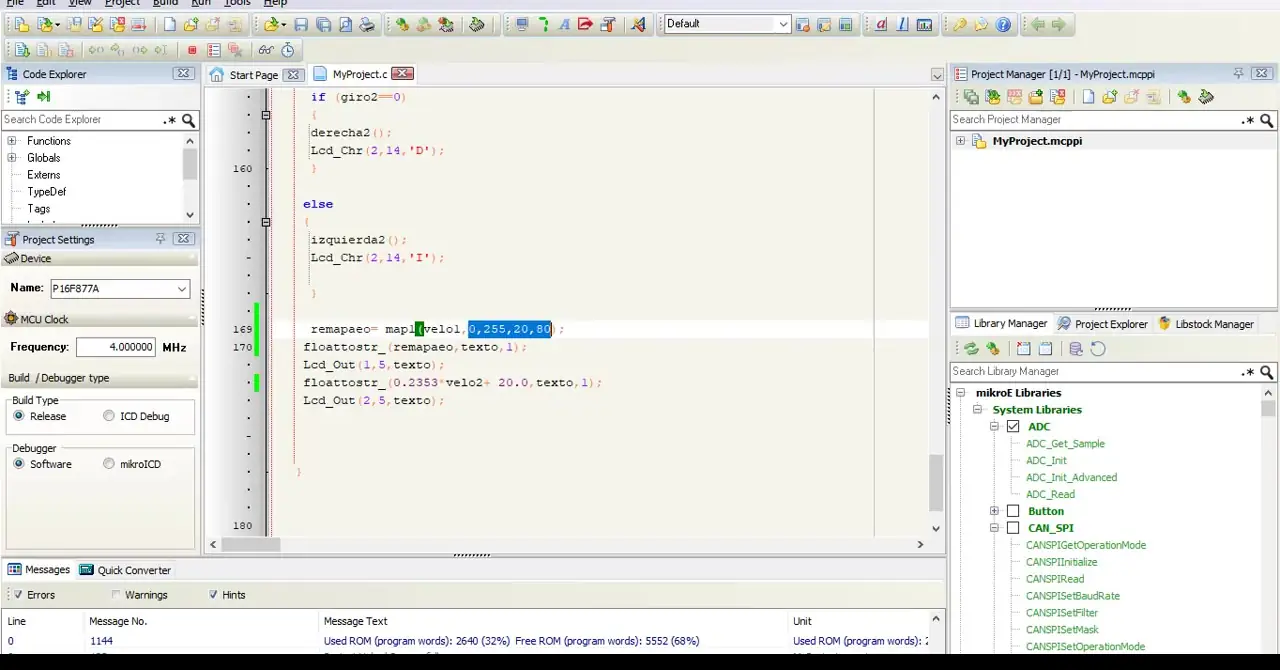 File Edit View Project Build Run Tools Help
Default
Code Explorer
Search Code Explorer
Functions
Globals
Externs
TypeDef
Tags
Project Settings
Device
Name: P16F877A
MCU Clock
Frequency: 4.000000 MHz
Build / Debugger type
Build Type
Release ICD Debug
Debugger
Software mikroICD
Start Page MyProject.c
if (giro2==0)
{
derecha2();
Lcd_Chr(2,14,'D');
160 }
else
{
izquierda2();
Lcd_Chr(2,14,'I');
}
169 remapaeo= map1(velo1,0,255,20,80);
170 floattostr_(remapaeo,texto,1);
Lcd_Out(1,5,texto);
floattostr_(0.2353*velo2+ 20.0,texto,1);
Lcd_Out(2,5,texto);
}
180
Project Manager [1/1] - MyProject.mcppi
Search Project Manager
MyProject.mcppi
Library Manager Project Explorer Libstock Manager
Search Library Manager
mikroE Libraries
System Libraries
ADC
ADC_Get_Sample
ADC_Init
ADC_Init_Advanced
ADC_Read
Button
CAN_SPI
CANSPIGetOperationMode
CANSPIInitialize
CANSPIRead
CANSPISetBaudRate
CANSPISetFilter
CANSPISetMask
CANSPISetOperationMode
Messages Quick Converter
Errors Warnings Hints
Line Message No. Message Text Unit
0 1144 Used ROM (program words): 2640 (32%) Free ROM (program words): 5552 (68%) Used ROM (program words): 2